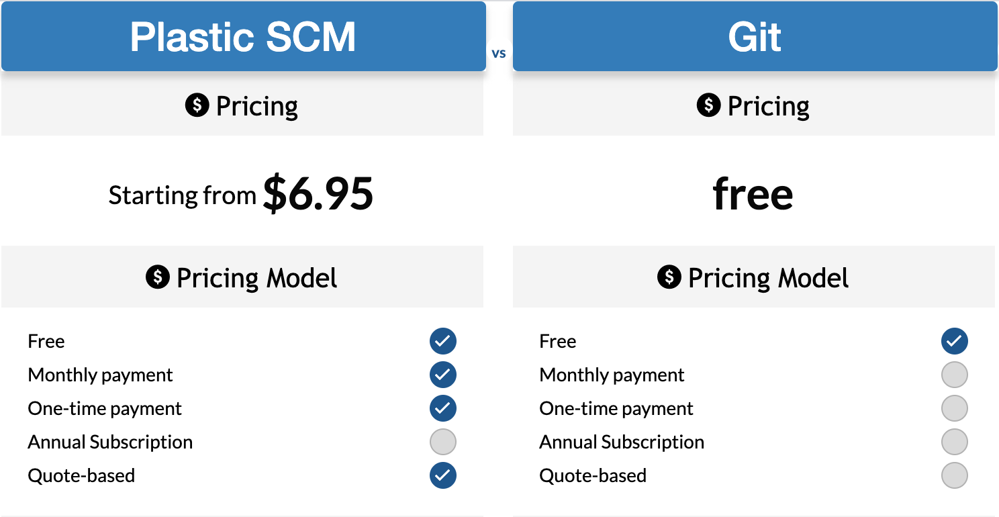 Plastic SCM
vs
Git
$ Pricing
$ Pricing
Starting from $6.95
free
$ Pricing Model
$ Pricing Model
Free
Monthly payment
One-time payment
Annual Subscription
Quote-based
Free
Monthly payment
One-time payment
Annual Subscription
Quote-based